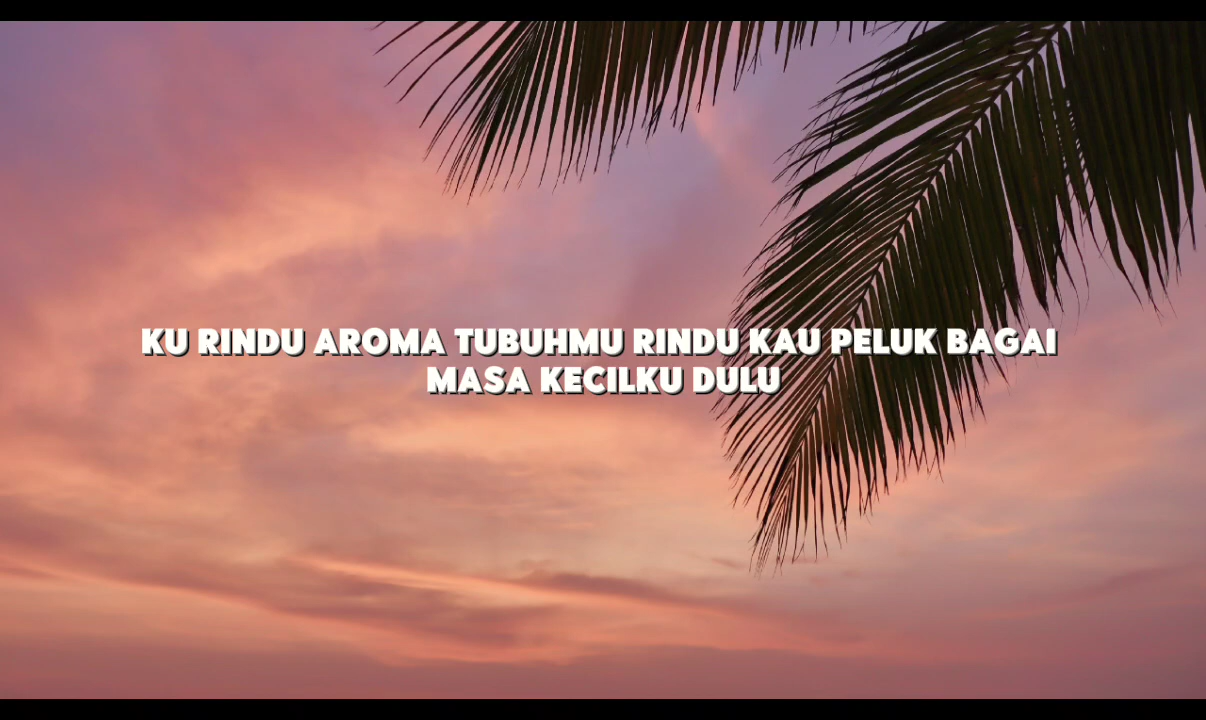 KU RINDU AROMA TUBUHMU RINDU KAU PELUK BAGAI
MASA KECILKU DULU